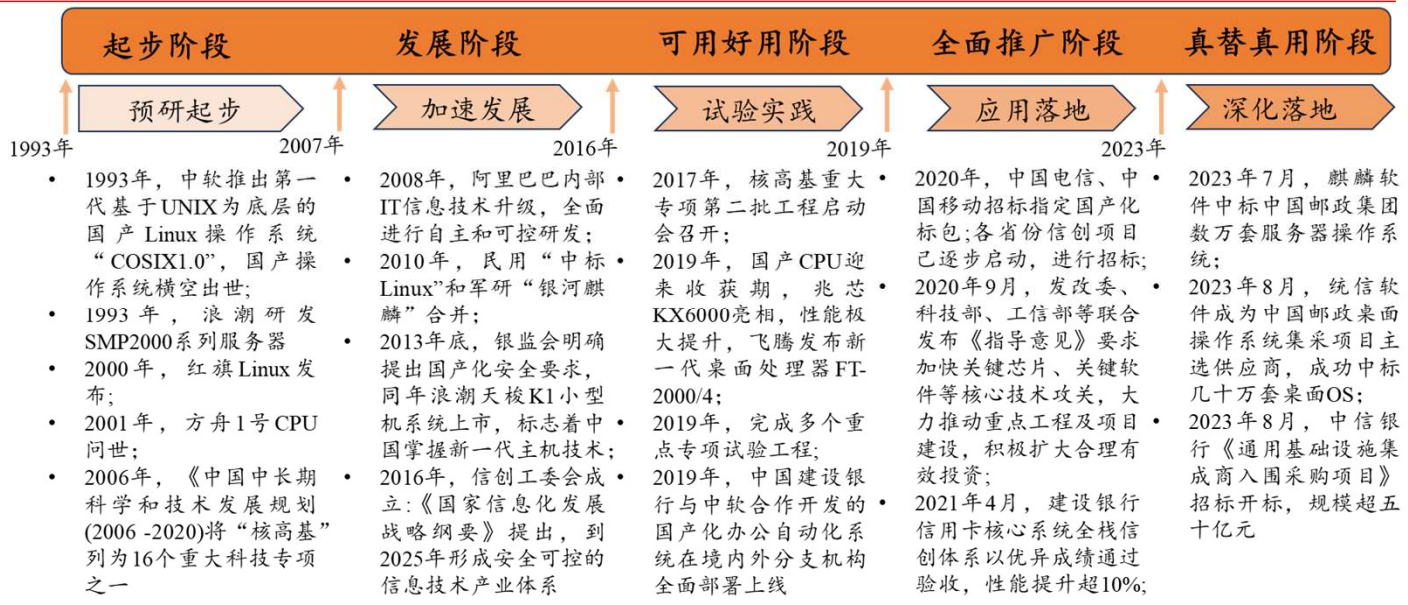 起步阶段
发展阶段
可用好用阶段
全面推广阶段
真替真用阶段
预研起步
加速发展
试验实践
应用落地
深化落地
1993年
2007年
2016年
2019年
2023年
• 1993年，中软推出第一
代基于UNIX为底层的
国产Linux操作系统
“COSIX1.0”，国产操
作系统横空出世;
• 1993年，浪潮研发
SMP2000系列服务器
• 2000年，红旗Linux发
布;
• 2001年，方舟1号CPU
问世；
• 2006年，《中国中长期
科学和技术发展规划
(2006 -2020)将“核高基”
列为16个重大科技专项
之一
• 2008年，阿里巴巴内部
IT信息技术升级，全面
进行自主和可控研发；
• 2010年，民用“中标
Linux”和军研“银河麒
麟”合并；
• 2013年底，银监会明确
提出国产化安全要求，
同年浪潮天梭K1小型
机系统上市，标志着中
国掌握新一代主机技术；
• 2016年，信创工委会成
立:《国家信息化发展
战略纲要》提出，到
2025年形成安全可控的
信息技术产业体系
• 2017年，核高基重大
专项第二批工程启动
会召开；
• 2019年，国产CPU迎
来收获期，兆芯
KX6000亮相，性能极
大提升，飞腾发布新
一代桌面处理器FT-
2000/4；
• 2019年，完成多个重
点专项试验工程;
• 2019年，中国建设银
行与中软合作开发的
国产化办公自动化系
统在境内外分支机构
全面部署上线
• 2020年，中国电信、中
国移动招标指定国产化
标包;各省份信创项目
已逐步启动，进行招标;
• 2020年9月，发改委、
科技部、工信部等联合
发布《指导意见》要求
加快关键芯片、关键软
件等核心技术攻关，大
力推动重点工程及项目
建设，积极扩大合理有
效投资;
• 2021年4月，建设银行
信用卡核心系统全栈信
创体系以优异成绩通过
验收，性能提升超10%;
• 2023年7月，麒麟软
件中标中国邮政集团
数万套服务器操作系
统；
• 2023年8月，统信软
件成为中国邮政桌面
操作系统集采项目主
选供应商，成功中标
几十万套桌面OS；
• 2023年8月，中信银
行《通用基础设施集
成商入围采购项目》
招标开标，规模超五
十亿元